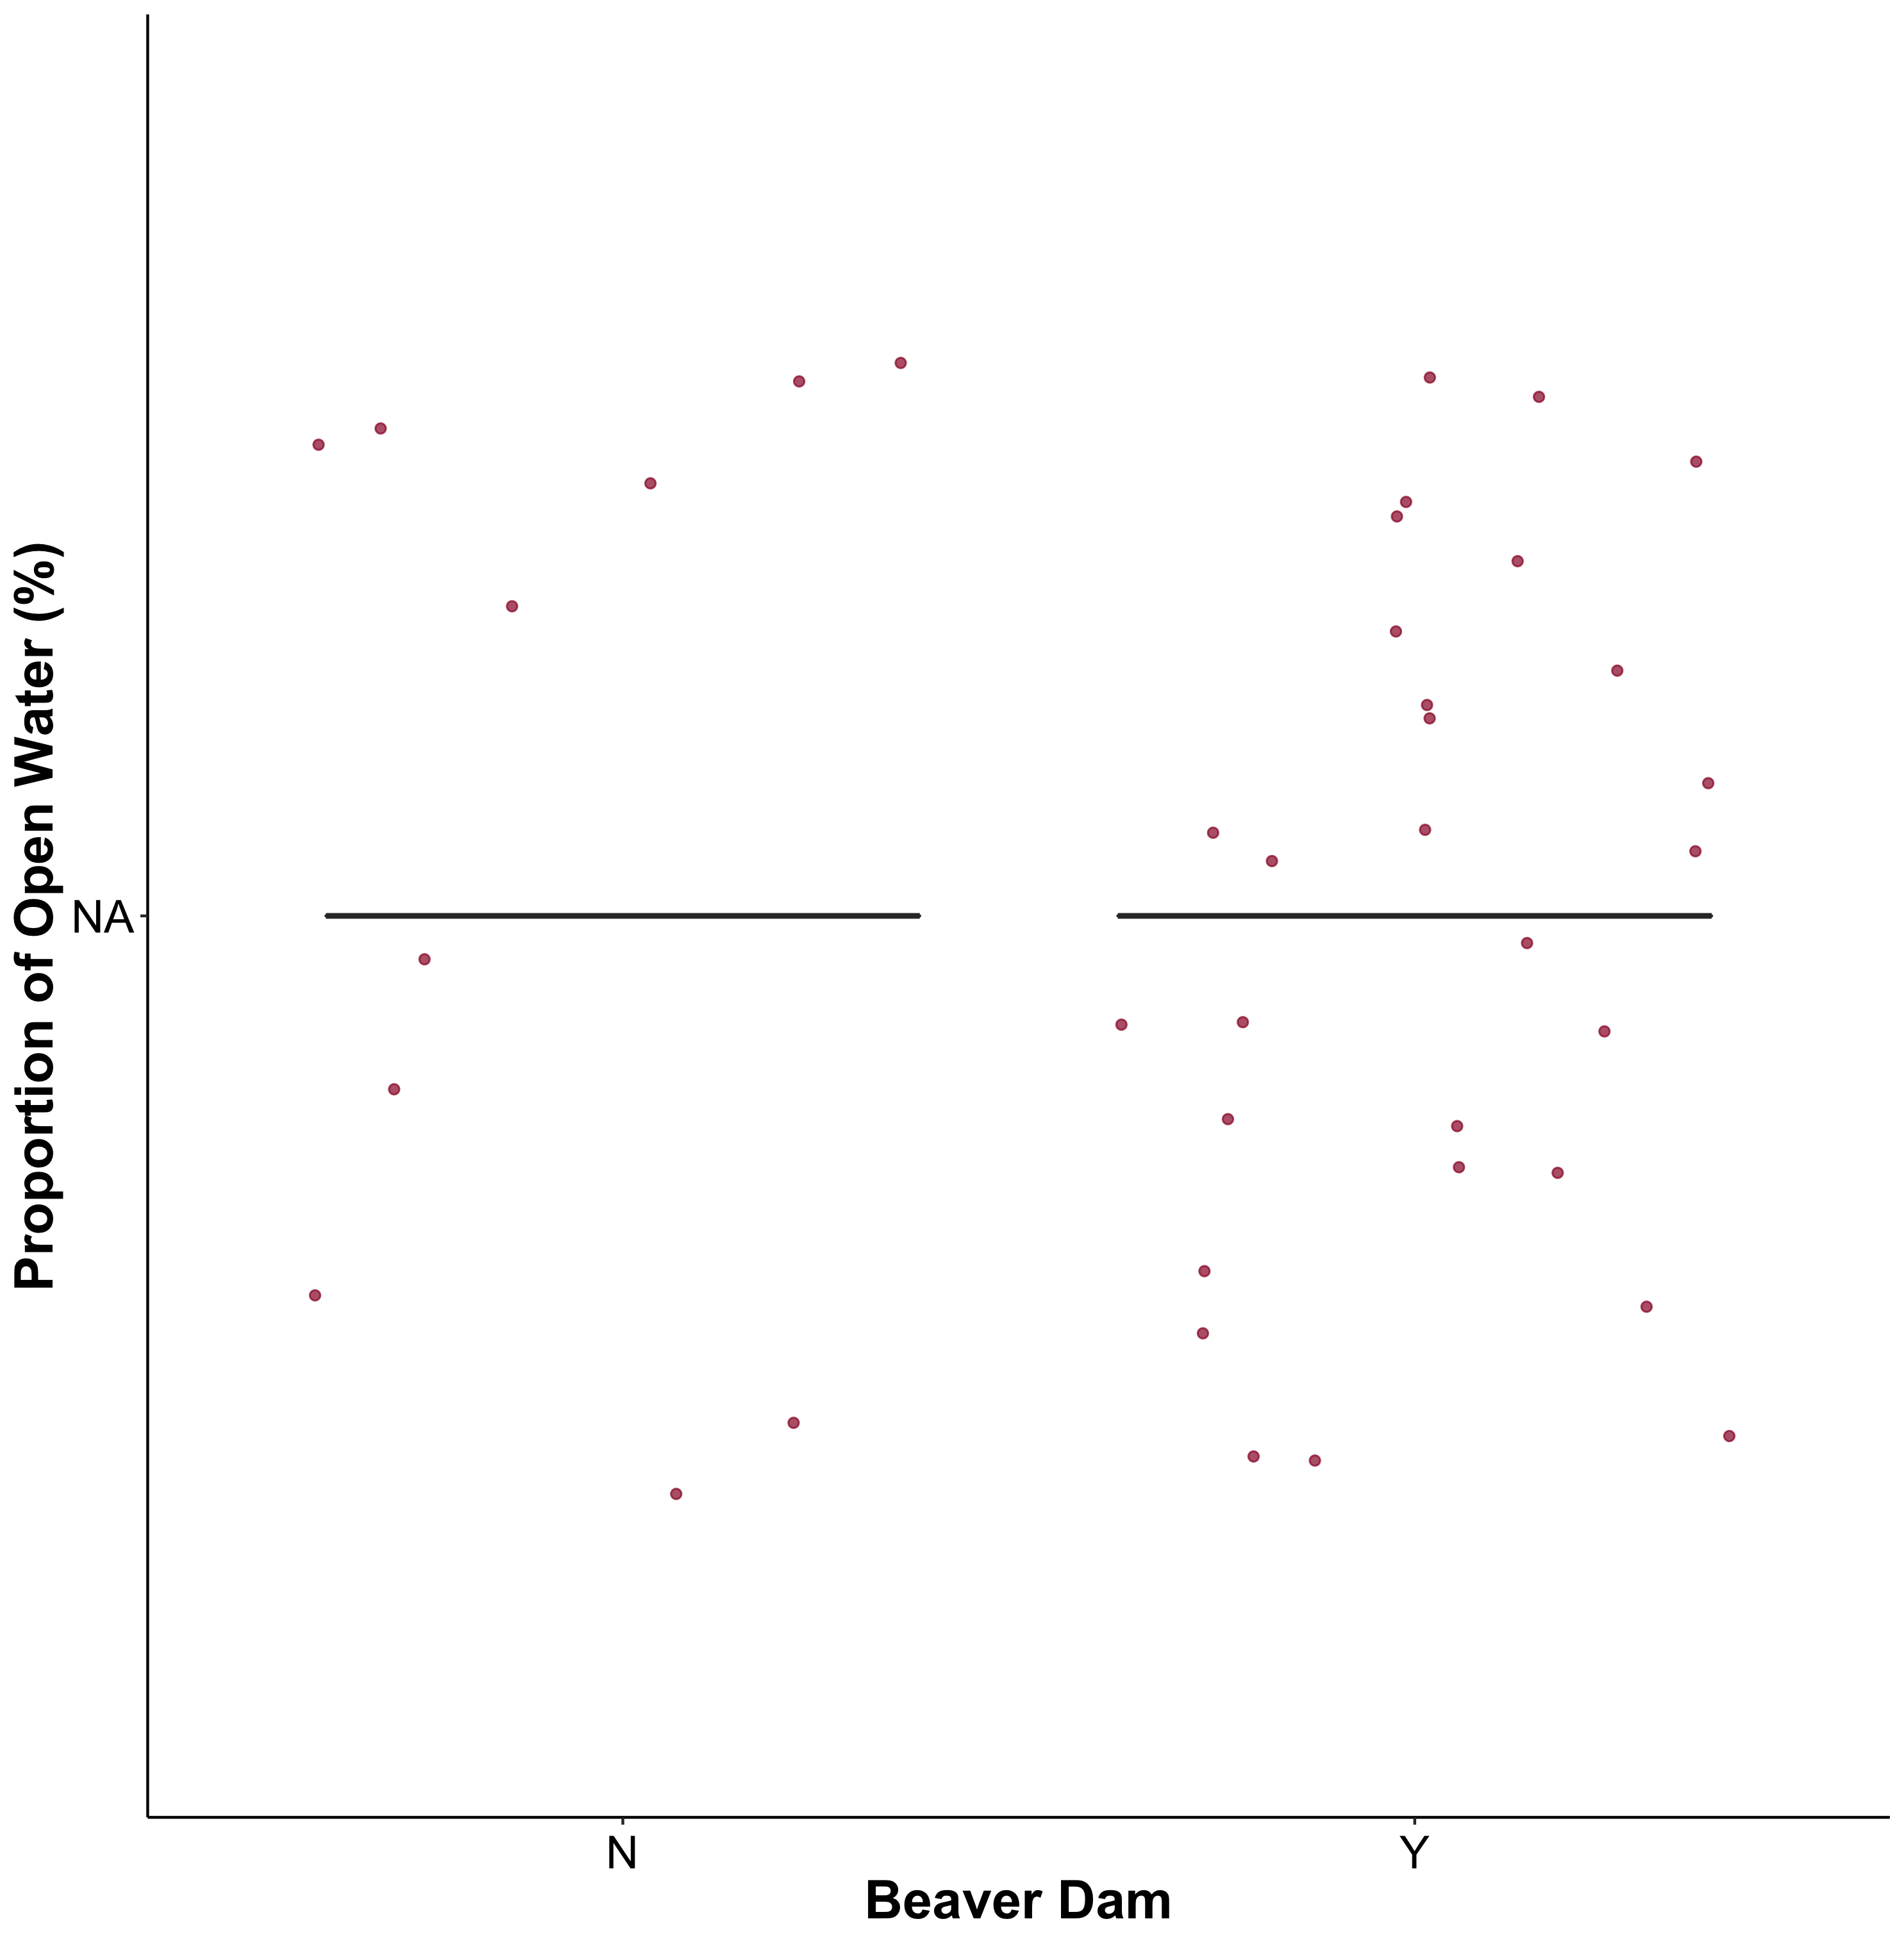 Proportion of Open Water (%)
NA
N
Y
Beaver Dam